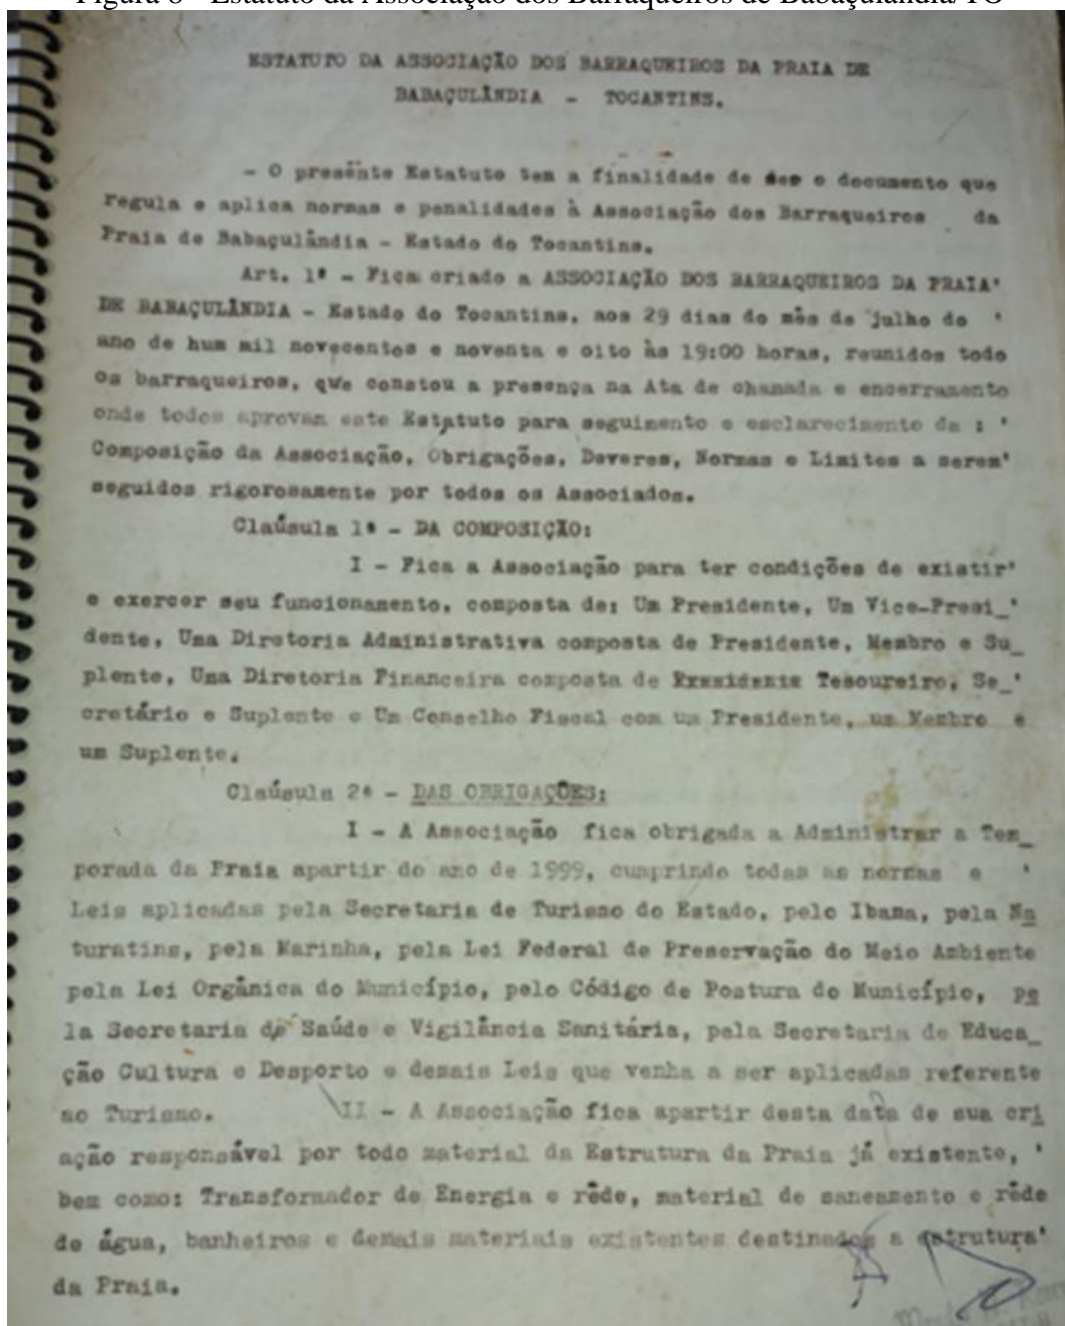 Figura 8 - Estatuto da Associação dos Barraqueiros de Babaçulândia/TO
ESTATUTO DA ASSOCIAÇÃO DOS BARRAQUEIROS DA PRAIA DE
BABAÇULÂNDIA - TOCANTINS.
- O presente Estatuto tem a finalidade de ser o documento que
regula e aplica normas e penalidades à Associação dos Barraqueiros da
Praia de Babaçulândia - Estado do Tocantins.
Art. 1º - Fica criado a ASSOCIAÇÃO DOS BARRAQUEIROS DA PRAIA'
DE BABAÇULÂNDIA - Estado do Tocantins, aos 29 dias do mês de julho do '
ano de hum mil novecentos e noventa e oito às 19:00 horas, reunidos todo
os barraqueiros, que constou a presença na Ata de chamada e encerramento
onde todos aprovam este Estatuto para seguimento e esclarecimento da : '
Composição da Associação, Obrigações, Deveres, Normas e Limites a serem'
seguidos rigorosamente por todos os Associados.
Claúsula 1ª - DA COMPOSIÇÃO:
I - Fica a Associação para ter condições de existir'
e exercer seu funcionamento, composta de: Um Presidente, Um Vice-Presi_'
dente, Uma Diretoria Administrativa composta de Presidente, Membro e Su_
plente, Uma Diretoria Financeira composta de Tesoureiro, Se_'
cretário e Suplente e Um Conselho Fiscal com um Presidente, um Membro e
um Suplente.
Claúsula 2ª - DAS OBRIGAÇÕES:
I - A Associação fica obrigada a Administrar a Tem_
porada da Praia apartir do ano de 1999, cumprindo todas as normas e '
Leis aplicadas pela Secretaria de Turismo do Estado, pelo Ibama, pela Na
turatins, pela Marinha, pela Lei Federal de Preservação do Meio Ambiente
pela Lei Orgânica do Município, pelo Código de Postura do Município, pe
la Secretaria de Saúde e Vigilância Sanitária, pela Secretaria de Educa_
ção Cultura e Desporto e demais Leis que venha a ser aplicadas referente
ao Turismo. II - A Associação fica apartir desta data de sua cri
ação responsável por todo material da Estrutura da Praia já existente, '
bem como: Transformador de Energia e rêde, material de saneamento e rêde
de água, banheiros e demais materiais existentes destinados a estrutura'
da Praia.